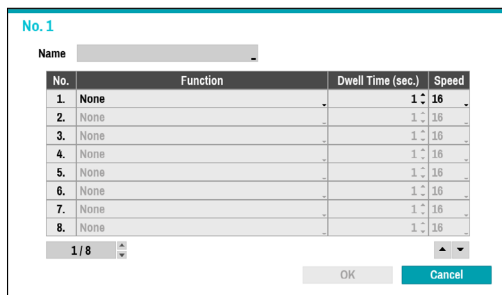 No. 1
Name
No. Function Dwell Time (sec.) Speed
1. None 1 16
2. None 1 16
3. None 1 16
4. None 1 16
5. None 1 16
6. None 1 16
7. None 1 16
8. None 1 16
1 / 8
OK Cancel